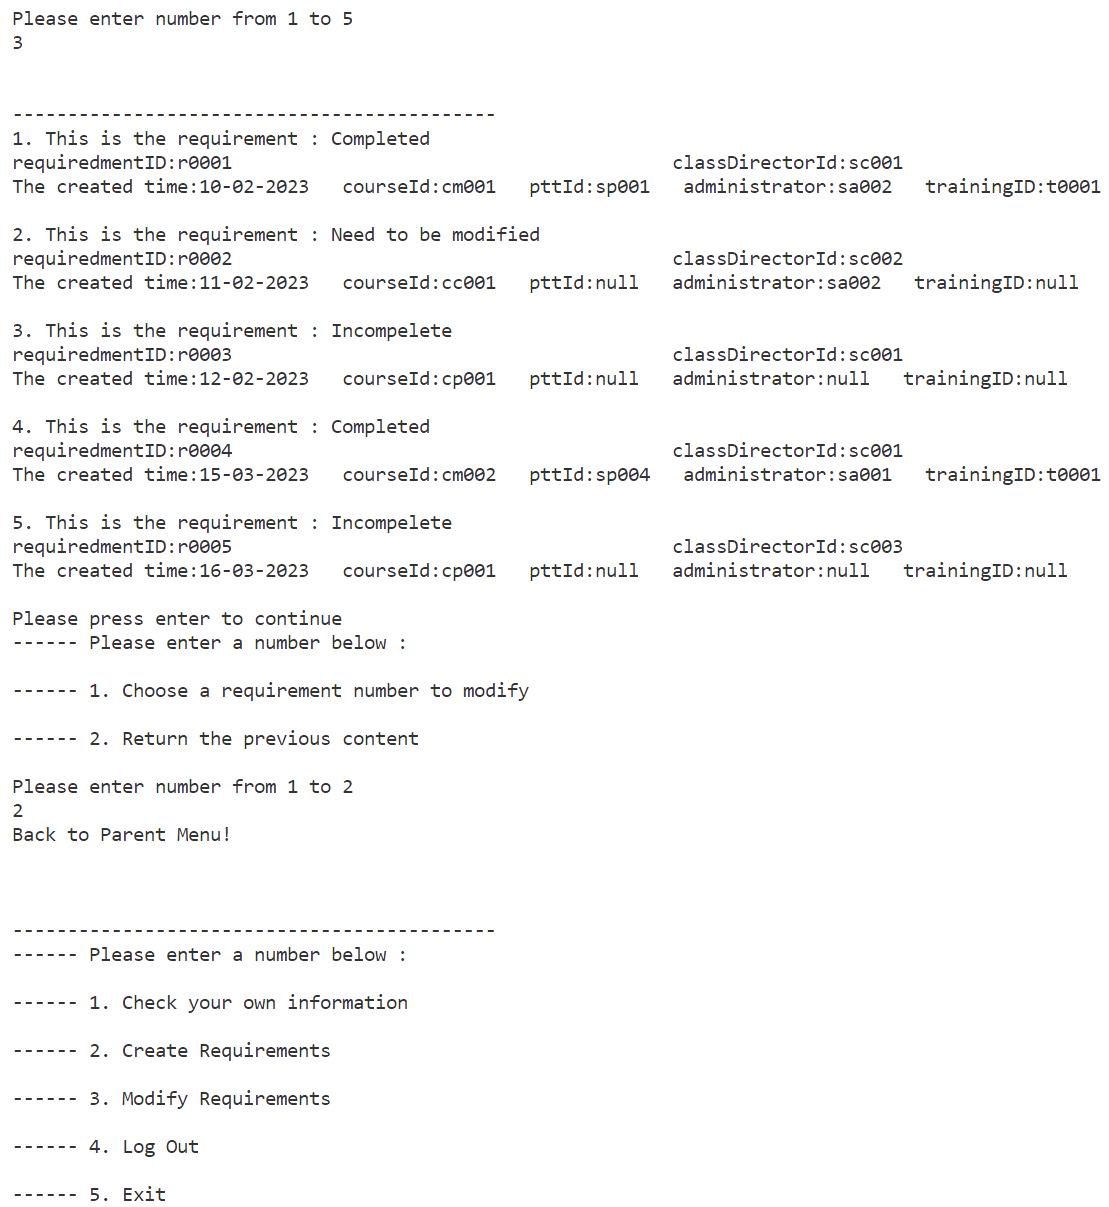 Please enter number from 1 to 5
3
--------------------------------------------
1. This is the requirement : Completed
requiredmentID:r0001 classDirectorId:sc001
The created time:10-02-2023 courseId:cm001 pttId:sp001 administrator:sa002 trainingID:t0001
2. This is the requirement : Need to be modified
requiredmentID:r0002 classDirectorId:sc002
The created time:11-02-2023 courseId:cc001 pttId:null administrator:sa002 trainingID:null
3. This is the requirement : Incompelete
requiredmentID:r0003 classDirectorId:sc001
The created time:12-02-2023 courseId:cp001 pttId:null administrator:null trainingID:null
4. This is the requirement : Completed
requiredmentID:r0004 classDirectorId:sc001
The created time:15-03-2023 courseId:cm002 pttId:sp004 administrator:sa001 trainingID:t0001
5. This is the requirement : Incompelete
requiredmentID:r0005 classDirectorId:sc003
The created time:16-03-2023 courseId:cp001 pttId:null administrator:null trainingID:null
Please press enter to continue
------ Please enter a number below :
------ 1. Choose a requirement number to modify
------ 2. Return the previous content
Please enter number from 1 to 2
2
Back to Parent Menu!
--------------------------------------------
------ Please enter a number below :
------ 1. Check your own information
------ 2. Create Requirements
------ 3. Modify Requirements
------ 4. Log Out
------ 5. Exit